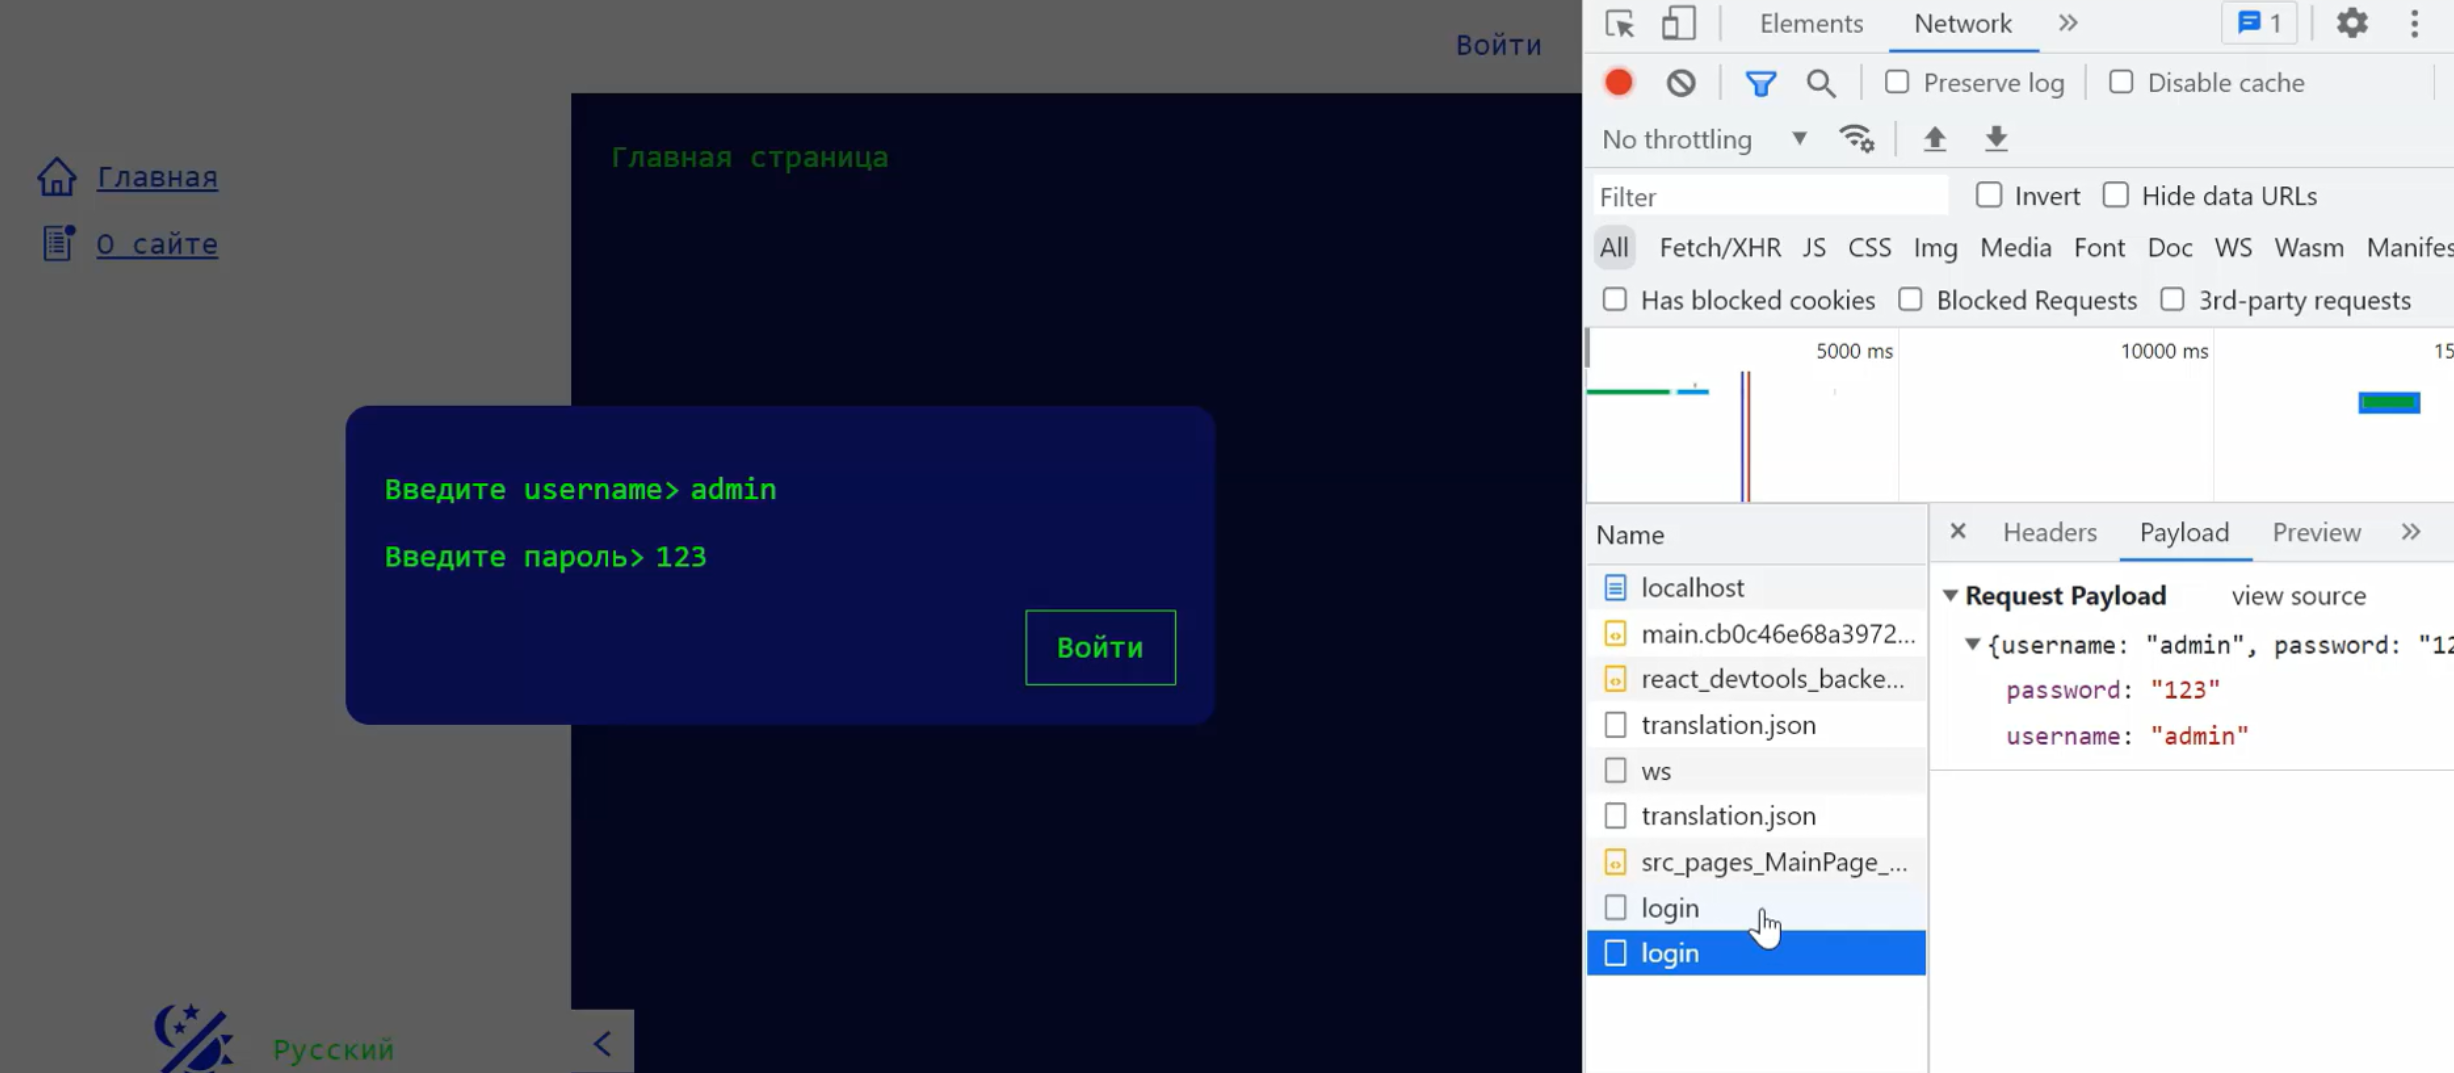 Войти
Главная
О сайте
Главная страница
Введите username> admin
Введите пароль> 123
Войти
Русский
<
Elements Network » 1
Preserve log Disable cache
No throttling
Filter Invert Hide data URLs
All Fetch/XHR JS CSS Img Media Font Doc WS Wasm Manifes
Has blocked cookies Blocked Requests 3rd-party requests
5000 ms 10000 ms 15
Name
localhost
main.cb0c46e68a3972...
react_devtools_backe...
translation.json
ws
translation.json
src_pages_MainPage_...
login
login
× Headers Payload Preview »
Request Payload view source
{username: "admin", password: "12
password: "123"
username: "admin"